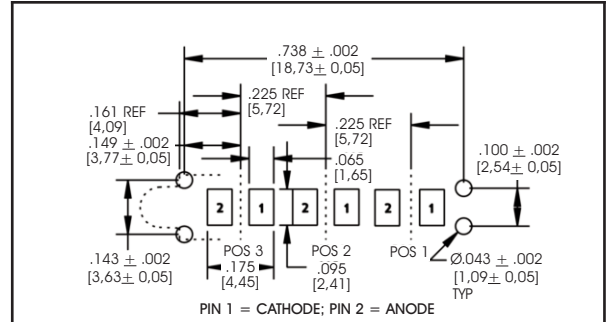 .738 ± .002
[18,73± 0,05]
.225 REF
[5,72]
.161 REF
[4,09]
.149 ± .002
[3,77± 0,05]
.225 REF
[5,72]
.065
[1,65]
.100 ± .002
[2,54± 0,05]
2 1 2 1 2 1
POS 3 POS 2 POS 1
.143 ± .002
[3,63± 0,05]
.175
[4,45]
.095
[2,41]
Ø.043 ± .002
[1,09± 0,05]
TYP
PIN 1 = CATHODE; PIN 2 = ANODE